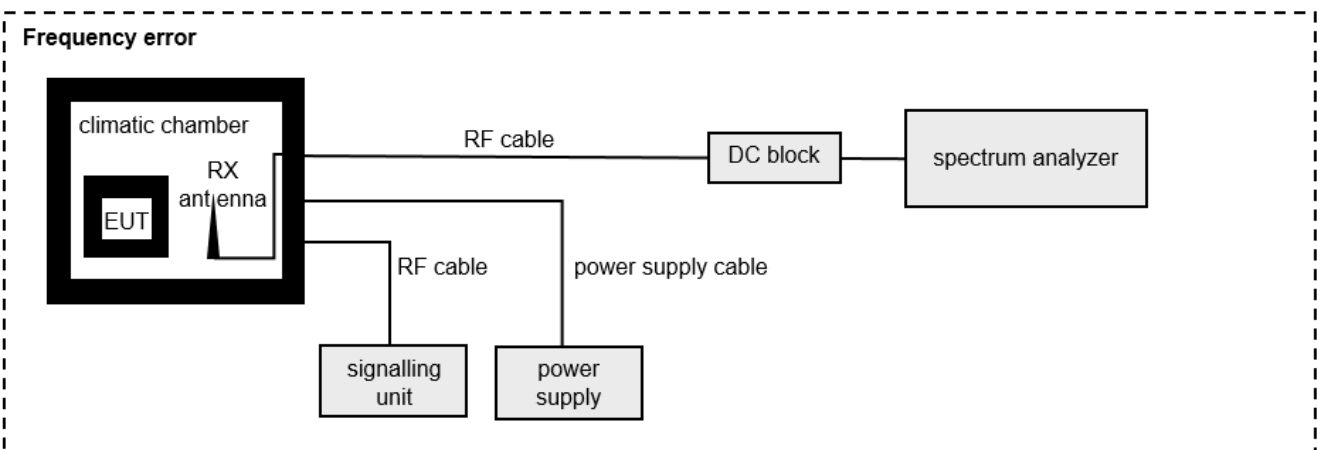 Frequency error
climatic chamber
RX
antenna
EUT
RF cable
DC block
spectrum analyzer
RF cable
power supply cable
signalling
unit
power
supply